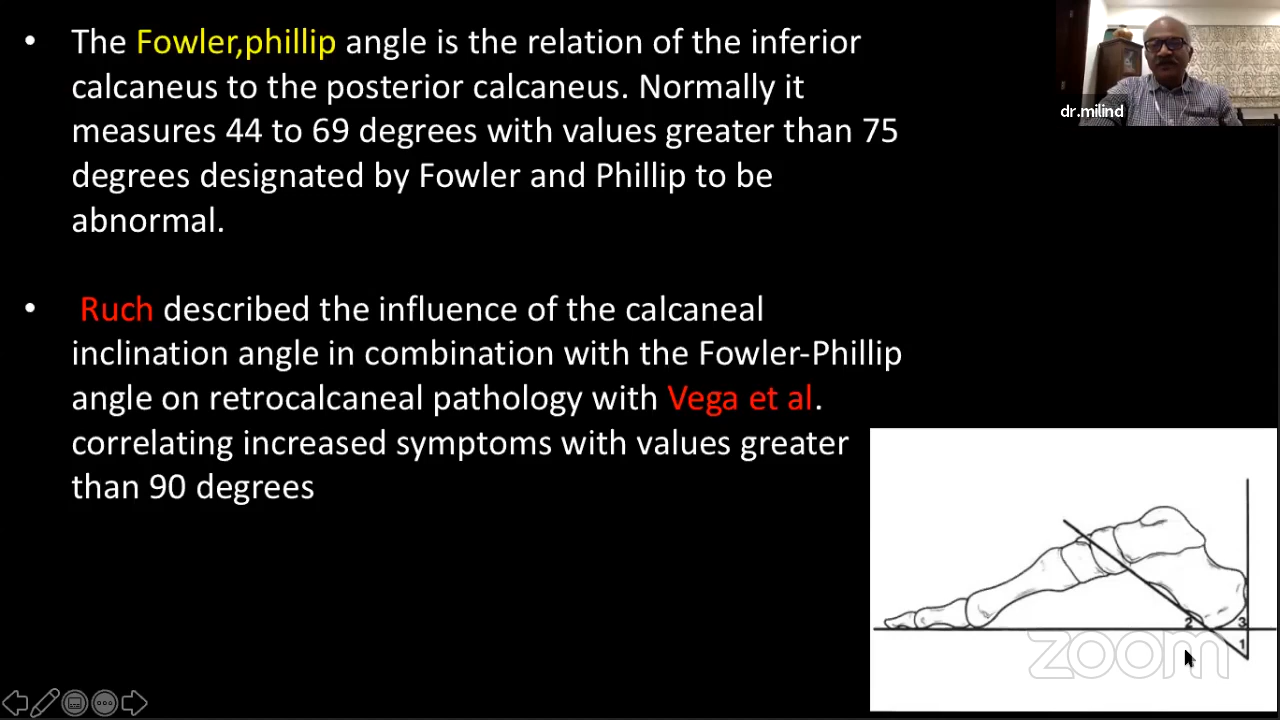 • The Fowler,phillip angle is the relation of the inferior
calcaneus to the posterior calcaneus. Normally it
measures 44 to 69 degrees with values greater than 75
degrees designated by Fowler and Phillip to be
abnormal.
• Ruch described the influence of the calcaneal
inclination angle in combination with the Fowler-Phillip
angle on retrocalcaneal pathology with Vega et al.
correlating increased symptoms with values greater
than 90 degrees
dr.milind
2 3
1
zoom